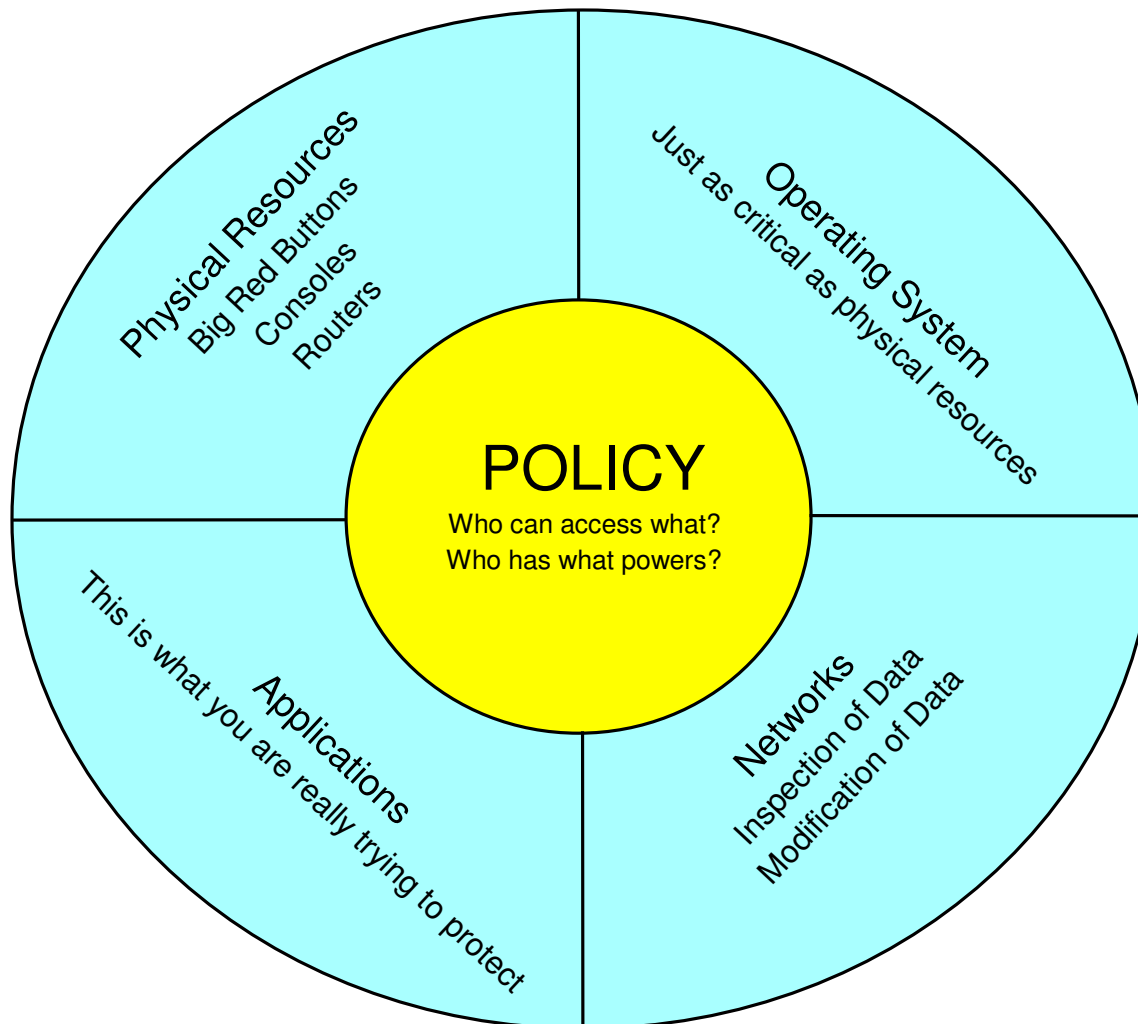 Physical Resources
Big Red Buttons
Consoles
Routers
Operating System
Just as critical as physical resources
POLICY
Who can access what?
Who has what powers?
Applications
This is what you are really trying to protect
Networks
Inspection of Data
Modification of Data